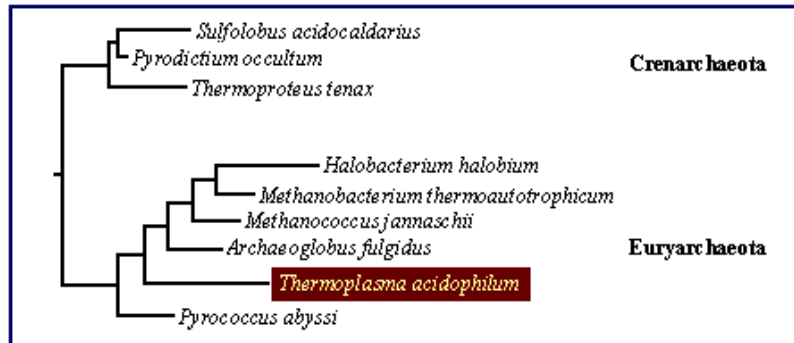 Sulfolobus acidocaldarius
Pyrodictium occultum
Crenarchaeota
Thermoproteus tenax
Halobacterium halobium
Methanobacterium thermoautotrophicum
Methanococcus jannaschii
Archaeoglobus fulgidus
Euryarchaeota
Thermoplasma acidophilum
Pyrococcus abyssi